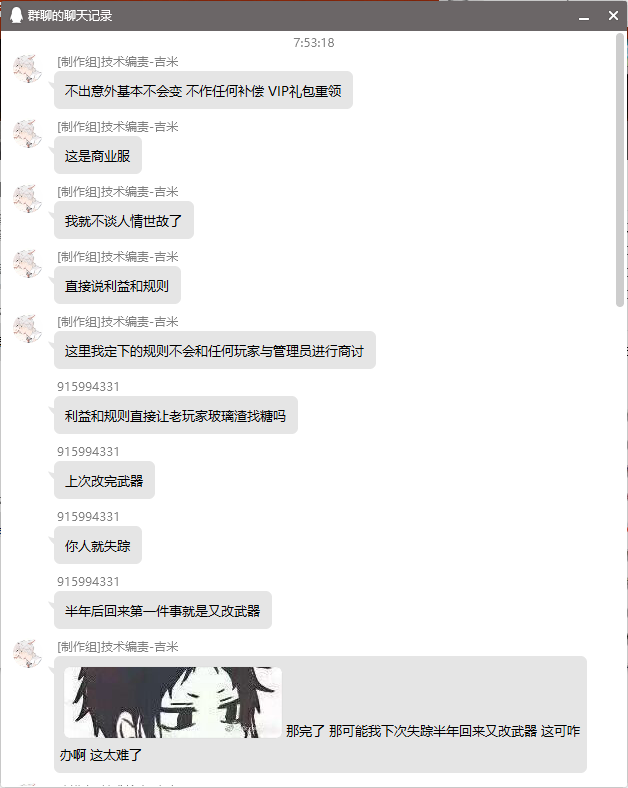 群聊的聊天记录
7:53:18
[制作组]技术编责-吉米
不出意外基本不会变 不作任何补偿 VIP礼包重领
[制作组]技术编责-吉米
这是商业服
[制作组]技术编责-吉米
我就不谈人情世故了
[制作组]技术编责-吉米
直接说利益和规则
[制作组]技术编责-吉米
这里我定下的规则不会和任何玩家与管理员进行商讨
915994331
利益和规则直接让老玩家玻璃渣找糖吗
915994331
上次改完武器
915994331
你人就失踪
915994331
半年后回来第一件事就是又改武器
[制作组]技术编责-吉米
那完了 那可能我下次失踪半年回来又改武器 这可咋
办啊 这太难了